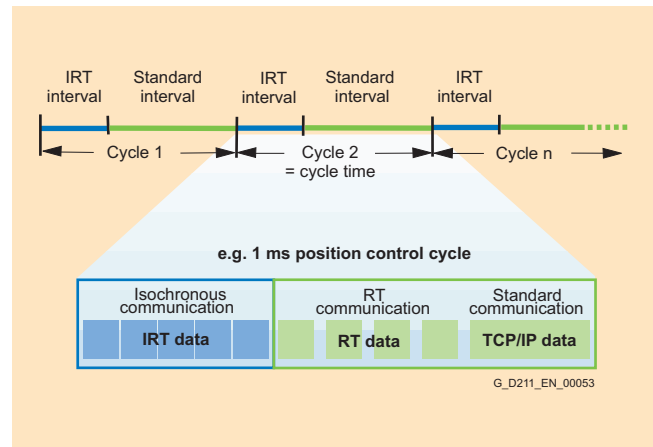 IRT
interval
Standard
interval
IRT
interval
Standard
interval
IRT
interval
Cycle 1
Cycle 2
= cycle time
Cycle n
e.g. 1 ms position control cycle
Isochronous
communication
RT
communication
Standard
communication
IRT data
RT data
TCP/IP data
G_D211_EN_00053